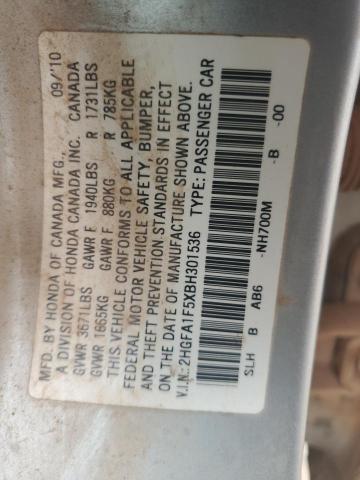 MFD. BY HONDA OF CANADA MFG. 09/'10
A DIVISION OF HONDA CANADA INC. CANADA
GVWR 3671LBS GAWR F 1940LBS R 1731LBS
GVWR 1665KG GAWR F 880KG R 785KG
THIS VEHICLE CONFORMS TO ALL APPLICABLE
FEDERAL MOTOR VEHICLE SAFETY, BUMPER,
AND THEFT PREVENTION STANDARDS IN EFFECT
ON THE DATE OF MANUFACTURE SHOWN ABOVE.
V.I.N.:2HGFA1F5XBH301536 TYPE: PASSENGER CAR
SLH B AB6 -NH700M -B -00